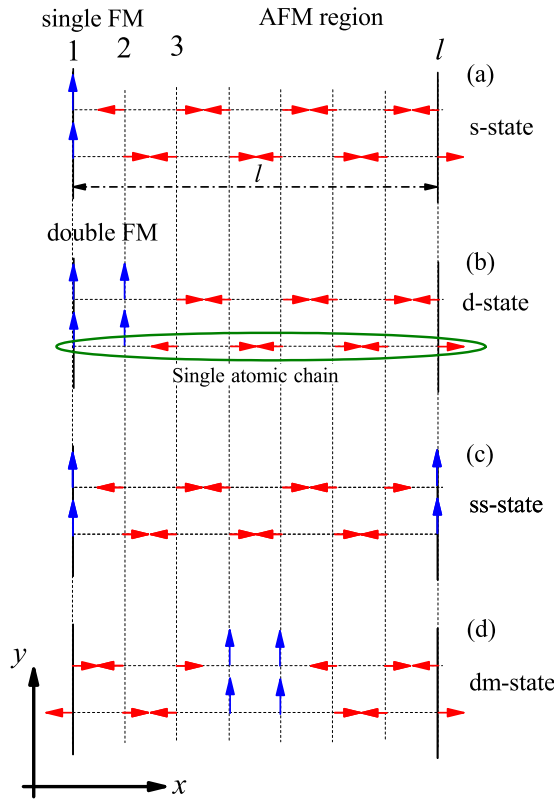 single FM AFM region
1 2 3 l
(a)
s-state
l
double FM
(b)
d-state
Single atomic chain
(c)
ss-state
(d)
dm-state
y
x